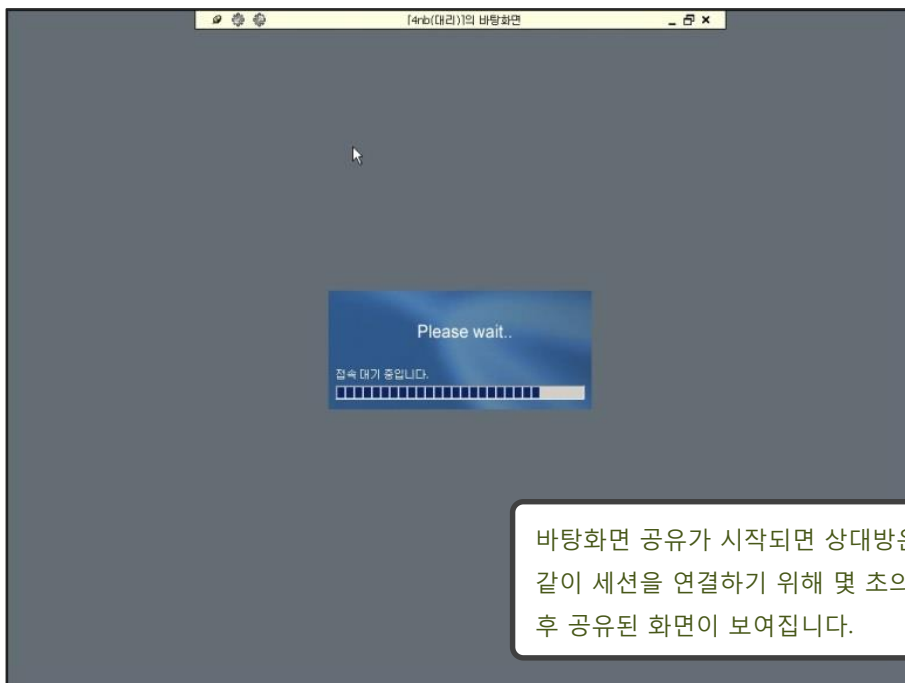 [4nb(대리)]의 바탕화면
Please wait..
접속 대기 중입니다.
바탕화면 공유가 시작되면 상대방은
같이 세션을 연결하기 위해 몇 초의
후 공유된 화면이 보여집니다.